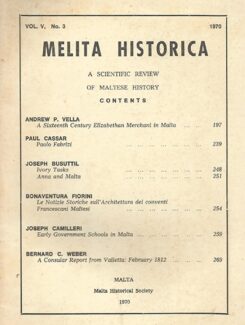 VOL. V. No. 3 1970
MELITA HISTORICA
A SCIENTIFIC REVIEW
OF MALTESE HISTORY
CONTENTS
ANDREW P. VELLA
A Sixteenth Century Elizabethan Merchant in Malta ... ... 197
PAUL CASSAR
Paolo Fabrizi ... ... ... ... 239
JOSEPH BUSUTTIL
Ivory Tusks ... ... ... ... 248
Anna and Malta ... ... ... ... 251
BONAVENTURA FIORINI
Le Notizie Storiche sull'Architettura dei conventi
Francescani Maltesi ... ... ... ... 254
JOSEPH CAMILLERI
Early Government Schools in Malta ... ... ... 259
BERNARD C. WEBER
A Consular Report from Valletta: February 1812 ... ... 269
MALTA
Malta Historical Society
1970